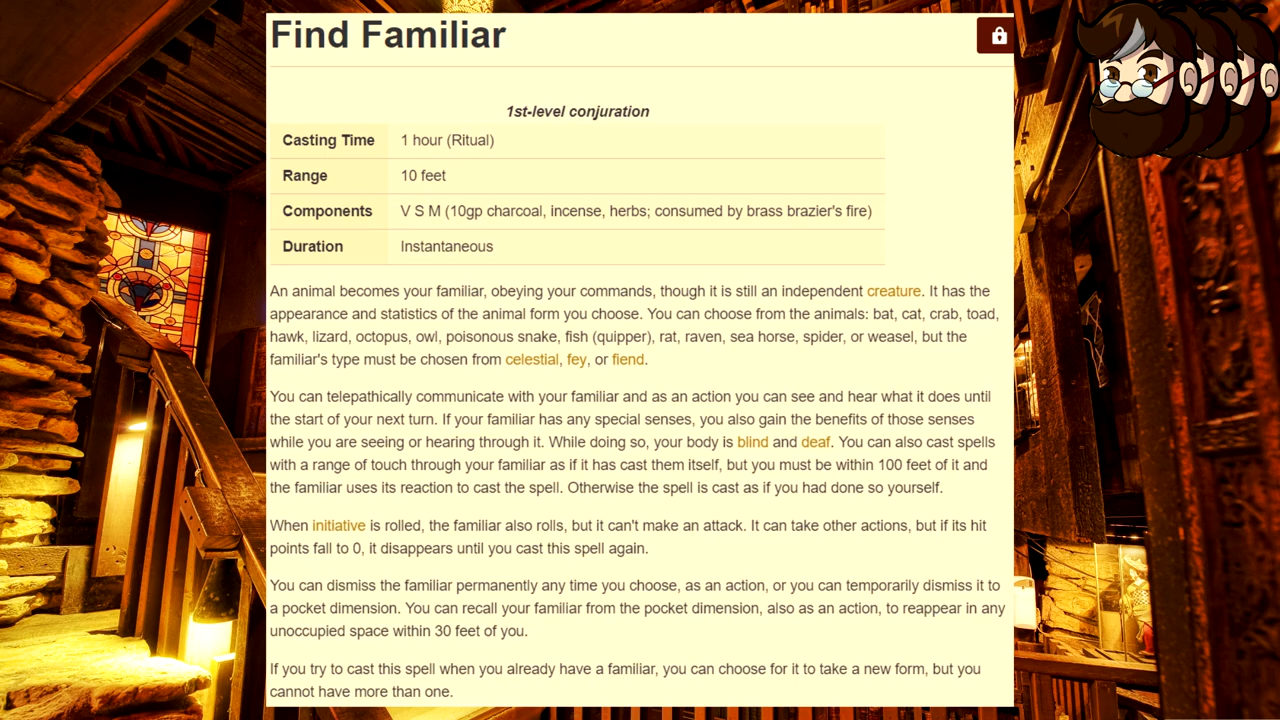 Find Familiar
1st-level conjuration
Casting Time 1 hour (Ritual)
Range 10 feet
Components V S M (10gp charcoal, incense, herbs; consumed by brass brazier's fire)
Duration Instantaneous
An animal becomes your familiar, obeying your commands, though it is still an independent creature. It has the
appearance and statistics of the animal form you choose. You can choose from the animals: bat, cat, crab, toad,
hawk, lizard, octopus, owl, poisonous snake, fish (quipper), rat, raven, sea horse, spider, or weasel, but the
familiar's type must be chosen from celestial, fey, or fiend.
You can telepathically communicate with your familiar and as an action you can see and hear what it does until
the start of your next turn. If your familiar has any special senses, you also gain the benefits of those senses
while you are seeing or hearing through it. While doing so, your body is blind and deaf. You can also cast spells
with a range of touch through your familiar as if it has cast them itself, but you must be within 100 feet of it and
the familiar uses its reaction to cast the spell. Otherwise the spell is cast as if you had done so yourself.
When initiative is rolled, the familiar also rolls, but it can't make an attack. It can take other actions, but if its hit
points fall to 0, it disappears until you cast this spell again.
You can dismiss the familiar permanently any time you choose, as an action, or you can temporarily dismiss it to
a pocket dimension. You can recall your familiar from the pocket dimension, also as an action, to reappear in any
unoccupied space within 30 feet of you.
If you try to cast this spell when you already have a familiar, you can choose for it to take a new form, but you
cannot have more than one.